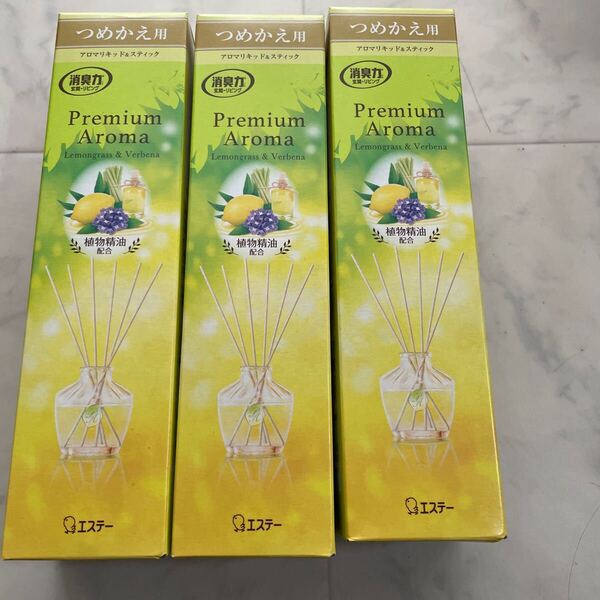 つめかえ用
アロマリキッド&スティック
消臭力
玄関・リビング
Premium
Aroma
Lemongrass & Verbena
植物精油
配合
エステー
つめかえ用
アロマリキッド&スティック
消臭力
玄関・リビング
Premium
Aroma
Lemongrass & Verbena
植物精油
配合
エステー
つめかえ用
アロマリキッド&スティック
消臭力
玄関・リビング
Premium
Aroma
Lemongrass & Verbena
植物精油
配合
エステー